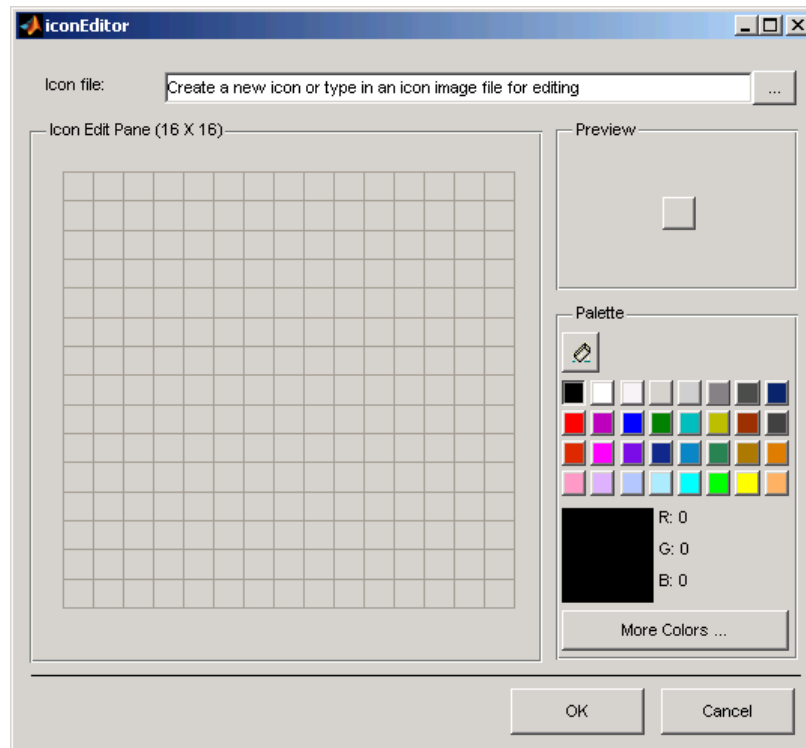 iconEditor
Icon file:
Create a new icon or type in an icon image file for editing
...
Icon Edit Pane (16 X 16)
Preview
Palette
R: 0
G: 0
B: 0
More Colors ...
OK
Cancel